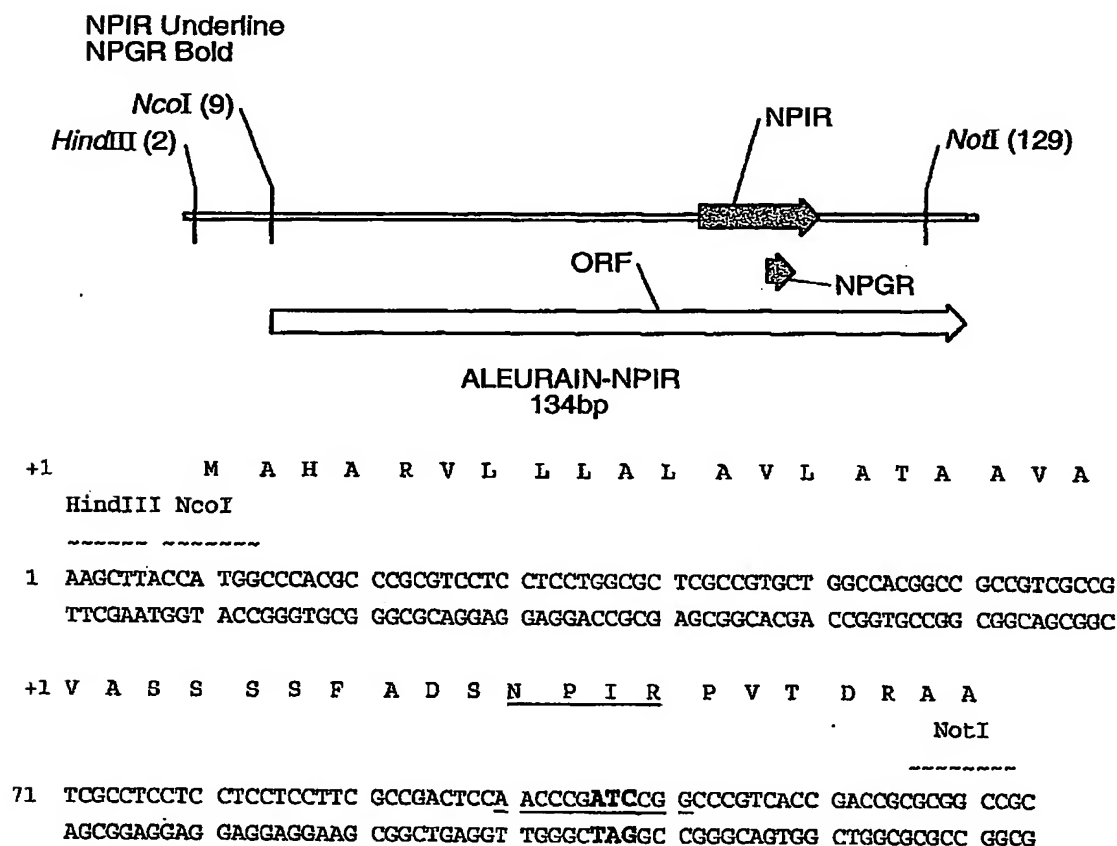 NPIR Underline
NPGR Bold
NcoI (9)
HindIII (2)
NPIR
NotI (129)
ORF
NPGR
ALEURAIN-NPIR
134bp
+1 M A H A R V L L L A L A V L A T A A V A
HindIII NcoI
~~~~~~ ~~~~~~~
1 AAGCTTACCA TGGCCCACGC CCGCGTCCTC CTCCTGGCGC TCGCCGTGCT GGCCACGGCC GCCGTCGCCG
TTCGAATGGT ACCGGGTGCG GGCGCAGGAG GAGGACCGCG AGCGGCACGA CCGGTGCCGG CGGCAGCGGC
+1 V A S S S S F A D S N P I R P V T D R A A
NotI
~~~~~~~~
71 TCGCCTCCTC CTCCTCCTTC GCCGACTCCA ACCCGATCCG GCCCGTCACC GACCGCGCGG CCGC
AGCGGAGGAG GAGGAGGAAG CGGCTGAGGT TGGGCTAGGC CGGGCAGTGG CTGGCGCGCC GGCG